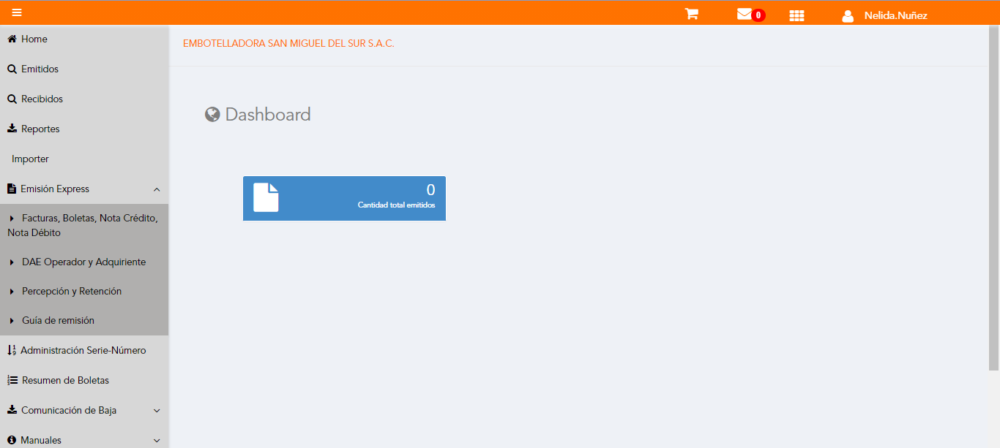 0
Nelida.Nuñez
Home
Emitidos
Recibidos
Reportes
Importer
Emisión Express
Facturas, Boletas, Nota Crédito,
Nota Débito
DAE Operador y Adquiriente
Percepción y Retención
Guía de remisión
Administración Serie-Número
Resumen de Boletas
Comunicación de Baja
Manuales
EMBOTELLADORA SAN MIGUEL DEL SUR S.A.C.
Dashboard
0
Cantidad total emitidos